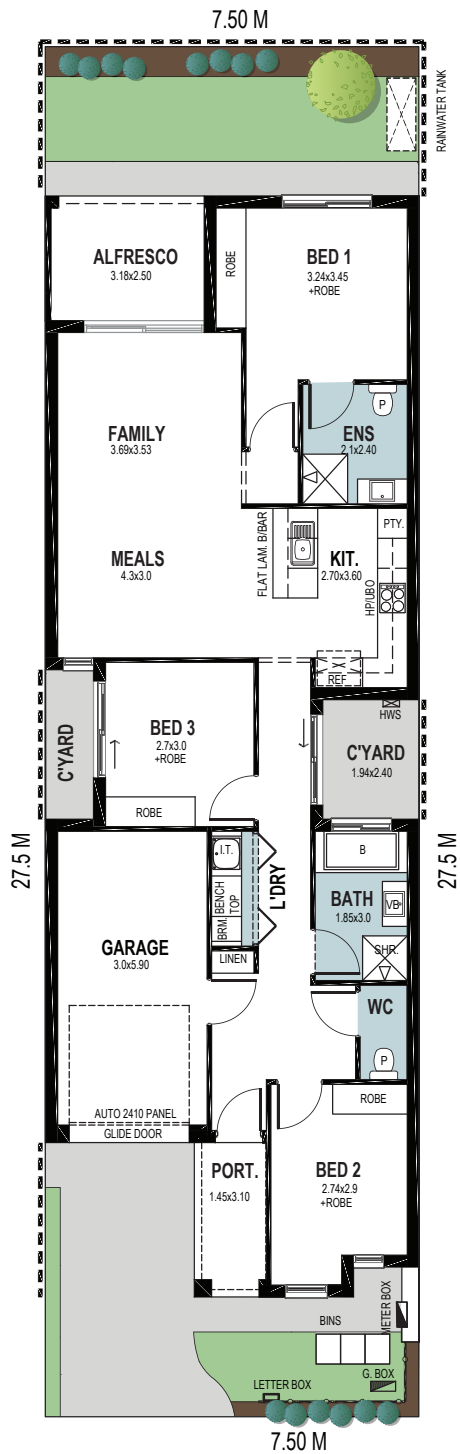 7.50 M
RAINWATER TANK
ALFRESCO
3.18x2.50
ROBE
BED 1
3.24x3.45
+ROBE
P
ENS
2.1x2.40
FAMILY
3.69x3.53
MEALS
4.3x3.0
FLAT LAM. B/BAR
KIT.
2.70x3.60
PTY.
HP/UBO
REF
C'YARD
BED 3
2.7x3.0
+ROBE
ROBE
HWS
C'YARD
1.94x2.40
27.5 M
27.5 M
I.T.
BENCH
TOP
BRM.
L'DRY
B
BATH
1.85x3.0
VB
SHR.
GARAGE
3.0x5.90
LINEN
WC
P
ROBE
AUTO 2410 PANEL
GLIDE DOOR
PORT.
1.45x3.10
BED 2
2.74x2.9
+ROBE
METER BOX
BINS
G. BOX
LETTER BOX
7.50 M